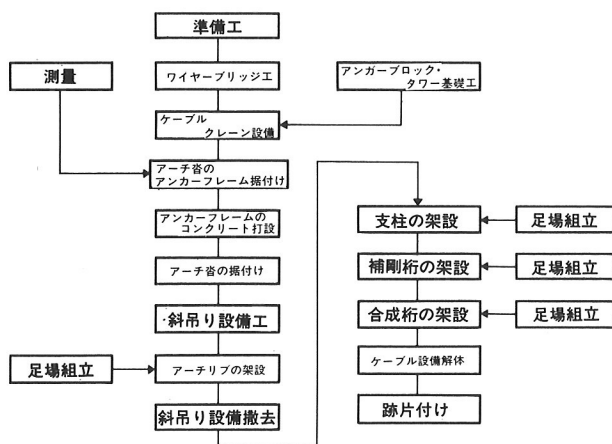 準備工
測量
ワイヤーブリッジ工
アンガーブロック・
タワー基礎工
ケーブル
クレーン設備
アーチ沓の
アンカーフレーム据付け
アンカーフレームの
コンクリート打設
アーチ沓の据付け
・斜吊り設備工
足場組立
アーチリブの架設
斜吊り設備撤去
支柱の架設
足場組立
補剛桁の架設
足場組立
合成桁の架設
足場組立
ケーブル設備解体
跡片付け